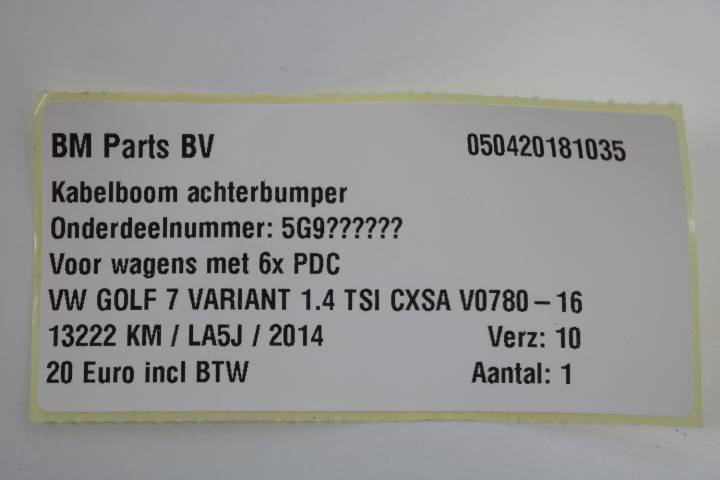 BM Parts BV 050420181035
Kabelboom achterbumper
Onderdeelnummer: 5G9??????
Voor wagens met 6x PDC
VW GOLF 7 VARIANT 1.4 TSI CXSA V0780 – 16
13222 KM / LA5J / 2014 Verz: 10
20 Euro incl BTW Aantal: 1